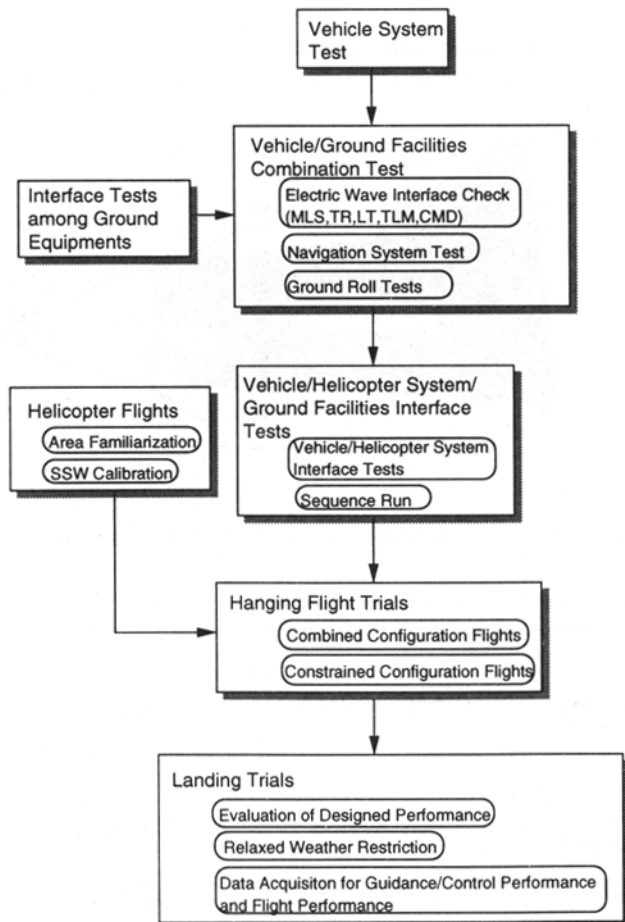 Vehicle System
Test
Vehicle/Ground Facilities
Combination Test
Electric Wave Interface Check
(MLS,TR,LT,TLM,CMD)
Navigation System Test
Ground Roll Tests
Interface Tests
among Ground
Equipments
Vehicle/Helicopter System/
Ground Facilities Interface
Tests
Vehicle/Helicopter System
Interface Tests
Sequence Run
Helicopter Flights
Area Familiarization
SSW Calibration
Hanging Flight Trials
Combined Configuration Flights
Constrained Configuration Flights
Landing Trials
Evaluation of Designed Performance
Relaxed Weather Restriction
Data Acquisiton for Guidance/Control Performance
and Flight Performance